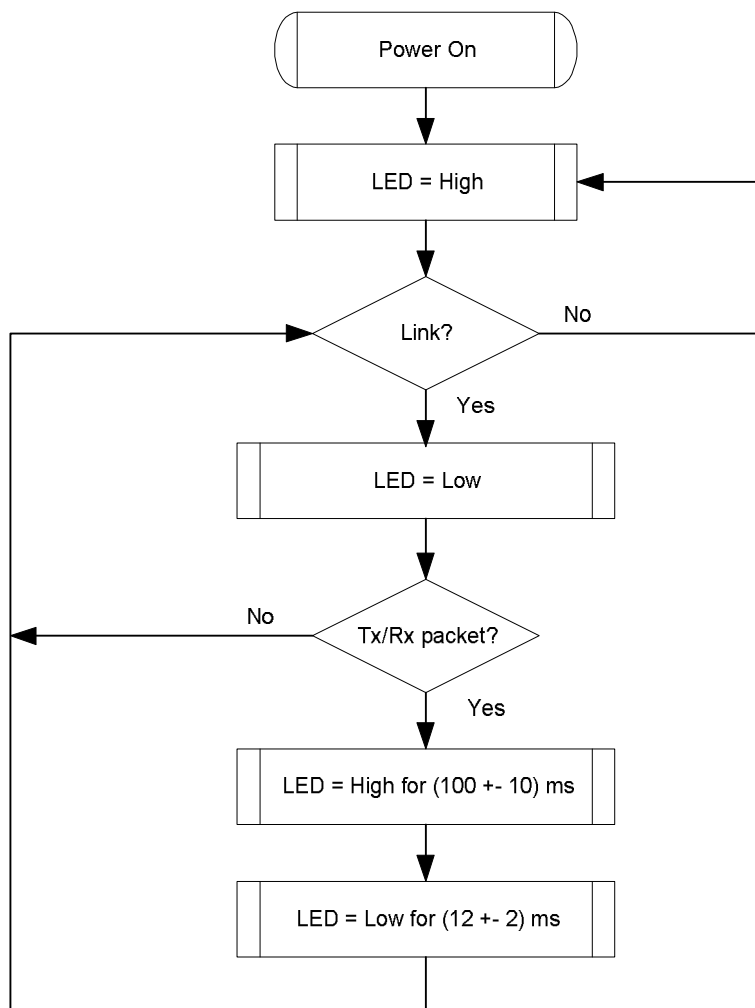 Power On
LED = High
Link?
No
Yes
LED = Low
No
Tx/Rx packet?
Yes
LED = High for (100 +- 10) ms
LED = Low for (12 +- 2) ms